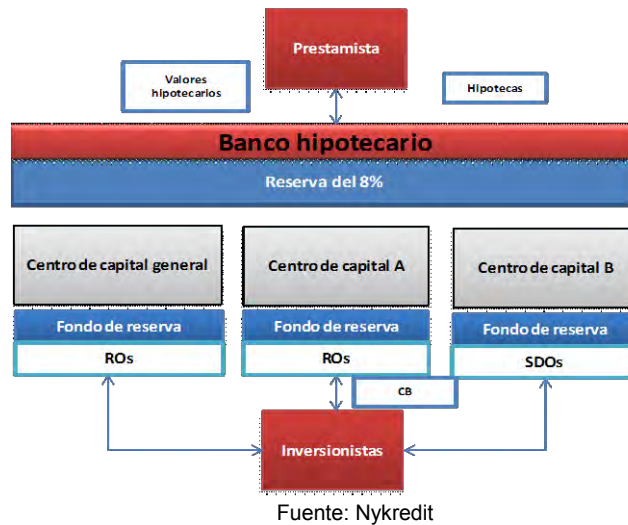 Prestamista
Valores
hipotecarios
Hipotecas
Banco hipotecario
Reserva del 8%
Centro de capital general
Centro de capital A
Centro de capital B
Fondo de reserva
Fondo de reserva
Fondo de reserva
ROs
ROs
SDOs
CB
Inversionistas
Fuente: Nykredit